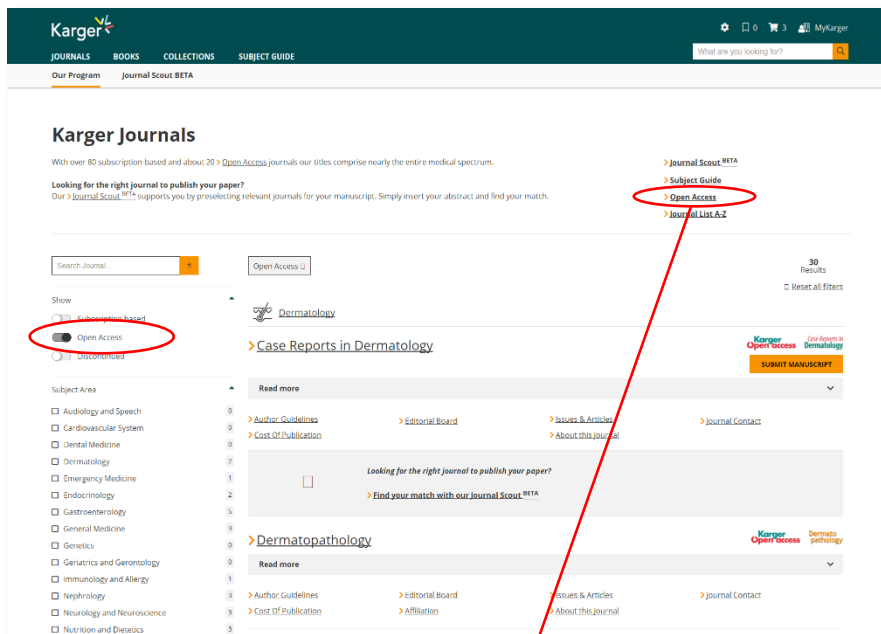 Karger
0 3 MyKarger
JOURNALS BOOKS COLLECTIONS SUBJECT GUIDE
What are you looking for?
Our Program Journal Scout BETA
Karger Journals
With over 80 subscription-based and about 20 > Open Access journals our titles comprise nearly the entire medical spectrum.
Looking for the right journal to publish your paper?
Our > Journal Scout BETA supports you by preselecting relevant journals for your manuscript. Simply insert your abstract and find your match.
> Journal Scout BETA
> Subject Guide
> Open Access
> Journal List A-Z
Search Journal...
Open Access
30
Results
Reset all filters
Show
Subscription based
Open Access
Discontinued
Subject Area
Audiology and Speech 0
Cardiovascular System 0
Dental Medicine 0
Dermatology 2
Emergency Medicine 1
Endocrinology 2
Gastroenterology 5
General Medicine 3
Genetics 0
Geriatrics and Gerontology 0
Immunology and Allergy 1
Nephrology 3
Neurology and Neuroscience 3
Nutrition and Dietetics 3
Dermatology
> Case Reports in Dermatology
Karger Open access
Case Reports in Dermatology
SUBMIT MANUSCRIPT
Read more
> Author Guidelines > Editorial Board > Issues & Articles > Journal Contact
> Cost Of Publication > About this Journal
Looking for the right journal to publish your paper?
> Find your match with our Journal Scout BETA
> Dermatopathology
Karger Open access
Dermato pathology
Read more
> Author Guidelines > Editorial Board > Issues & Articles > Journal Contact
> Cost Of Publication > Affiliation > About this Journal